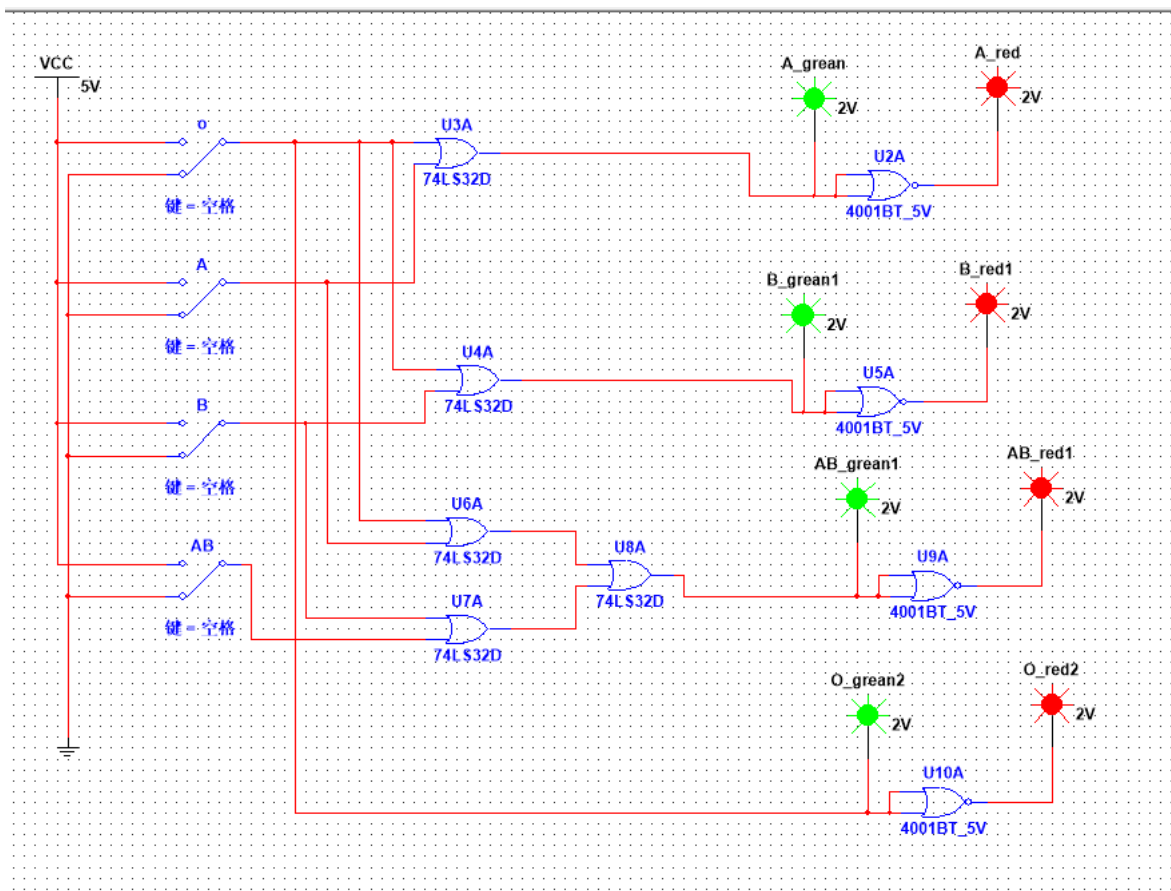 VCC
5V
o
键 = 空格
A
键 = 空格
B
键 = 空格
AB
键 = 空格
U3A
74LS32D
A_grean
2V
A_red
2V
U2A
4001BT_5V
U4A
74LS32D
B_grean1
2V
B_red1
2V
U5A
4001BT_5V
U6A
74LS32D
U7A
74LS32D
U8A
74LS32D
AB_grean1
2V
AB_red1
2V
U9A
4001BT_5V
O_grean2
2V
O_red2
2V
U10A
4001BT_5V